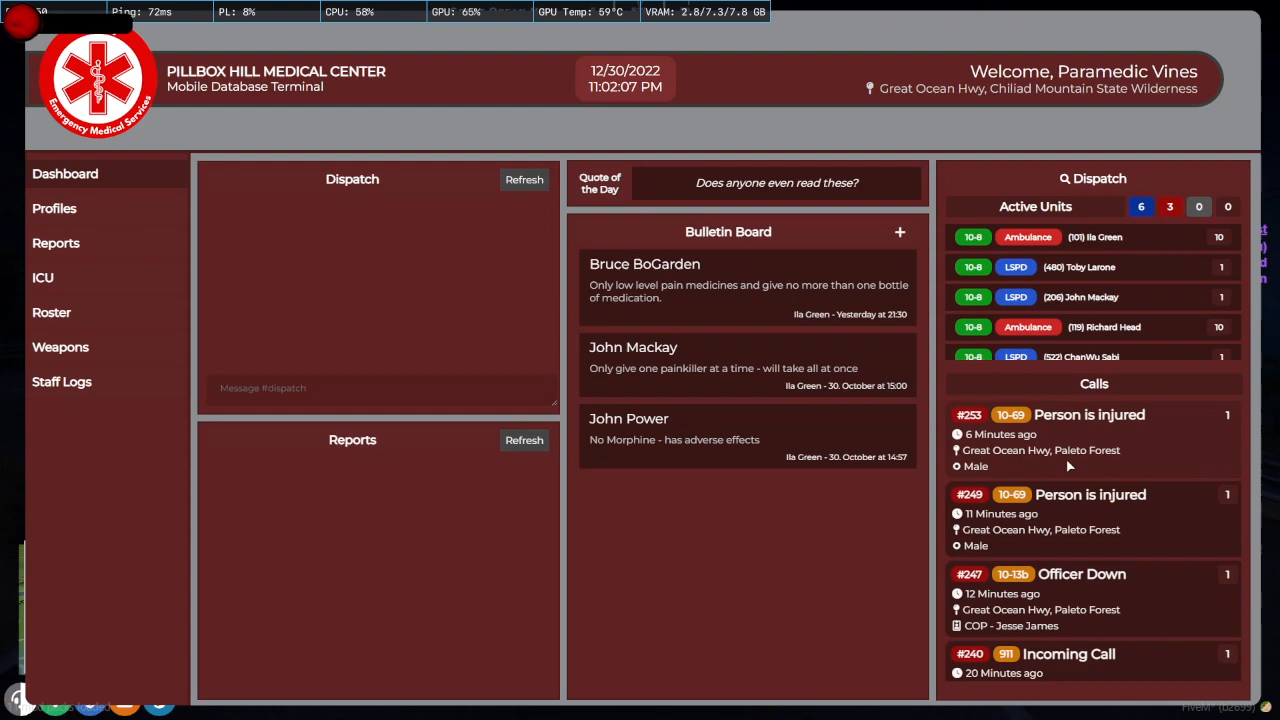 Ping: 72ms
PL: 8%
CPU: 58%
GPU: 65%
GPU Temp: 59°C
VRAM: 2.8/7.3/7.8 GB
Emergency Medical Services
PILLBOX HILL MEDICAL CENTER
Mobile Database Terminal
12/30/2022
11:02:07 PM
Welcome, Paramedic Vines
Great Ocean Hwy, Chiliad Mountain State Wilderness
Dashboard
Profiles
Reports
ICU
Roster
Weapons
Staff Logs
Dispatch
Refresh
Message #dispatch
Reports
Refresh
Quote of
the Day
Does anyone even read these?
Bulletin Board
+
Bruce BoGarden
Only low level pain medicines and give no more than one bottle
of medication.
Ila Green - Yesterday at 21:30
John Mackay
Only give one painkiller at a time - will take all at once
Ila Green - 30. October at 15:00
John Power
No Morphine - has adverse effects
Ila Green - 30. October at 14:57
Dispatch
Active Units 6 3 0 0
10-8 Ambulance (101) Ila Green 10
10-8 LSPD (480) Toby Larone 1
10-8 LSPD (206) John Mackay 1
10-8 Ambulance (119) Richard Head 10
10-8 LSPD (522) ChanWu Sabi 1
Calls
#253 10-69 Person is injured 1
6 Minutes ago
Great Ocean Hwy, Paleto Forest
Male
#249 10-69 Person is injured 1
11 Minutes ago
Great Ocean Hwy, Paleto Forest
Male
#247 10-13b Officer Down 1
12 Minutes ago
Great Ocean Hwy, Paleto Forest
COP - Jesse James
#240 911 Incoming Call 1
20 Minutes ago
FiveM® (b2699)